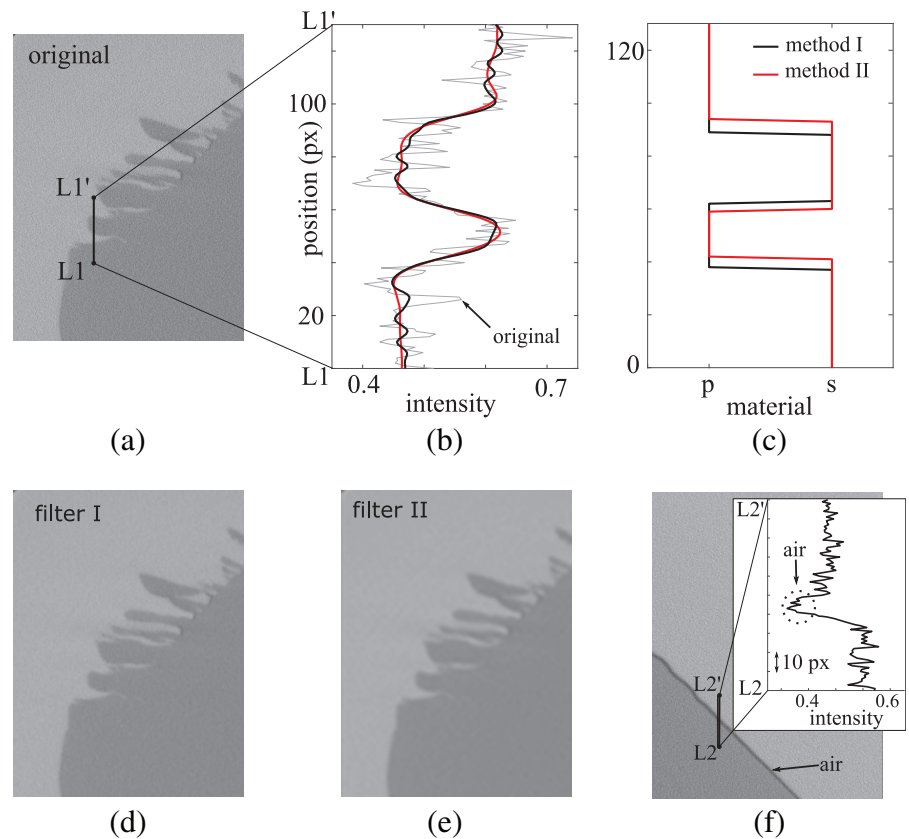 original
L1'
L1
(a)
L1'
100
position (px)
20
L1
0.4
0.7
intensity
original
(b)
120
method I
method II
0
p
s
material
(c)
filter I
(d)
filter II
(e)
L2'
air
10 px
L2
0.4
0.6
intensity
L2'
L2
air
(f)